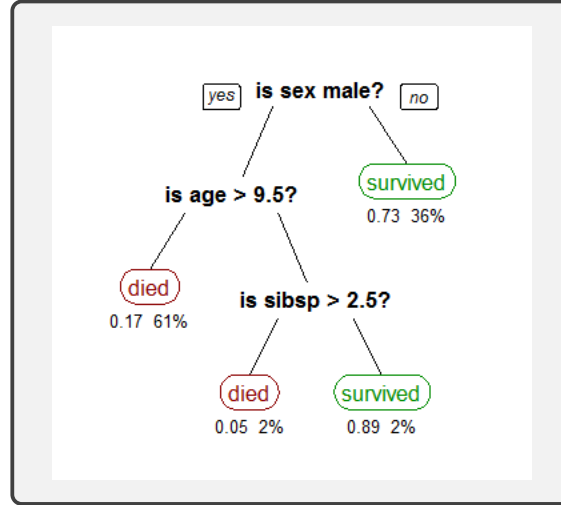 yes is sex male? no
survived
is age > 9.5?
0.73 36%
died
is sibsp > 2.5?
0.17 61%
died survived
0.05 2% 0.89 2%